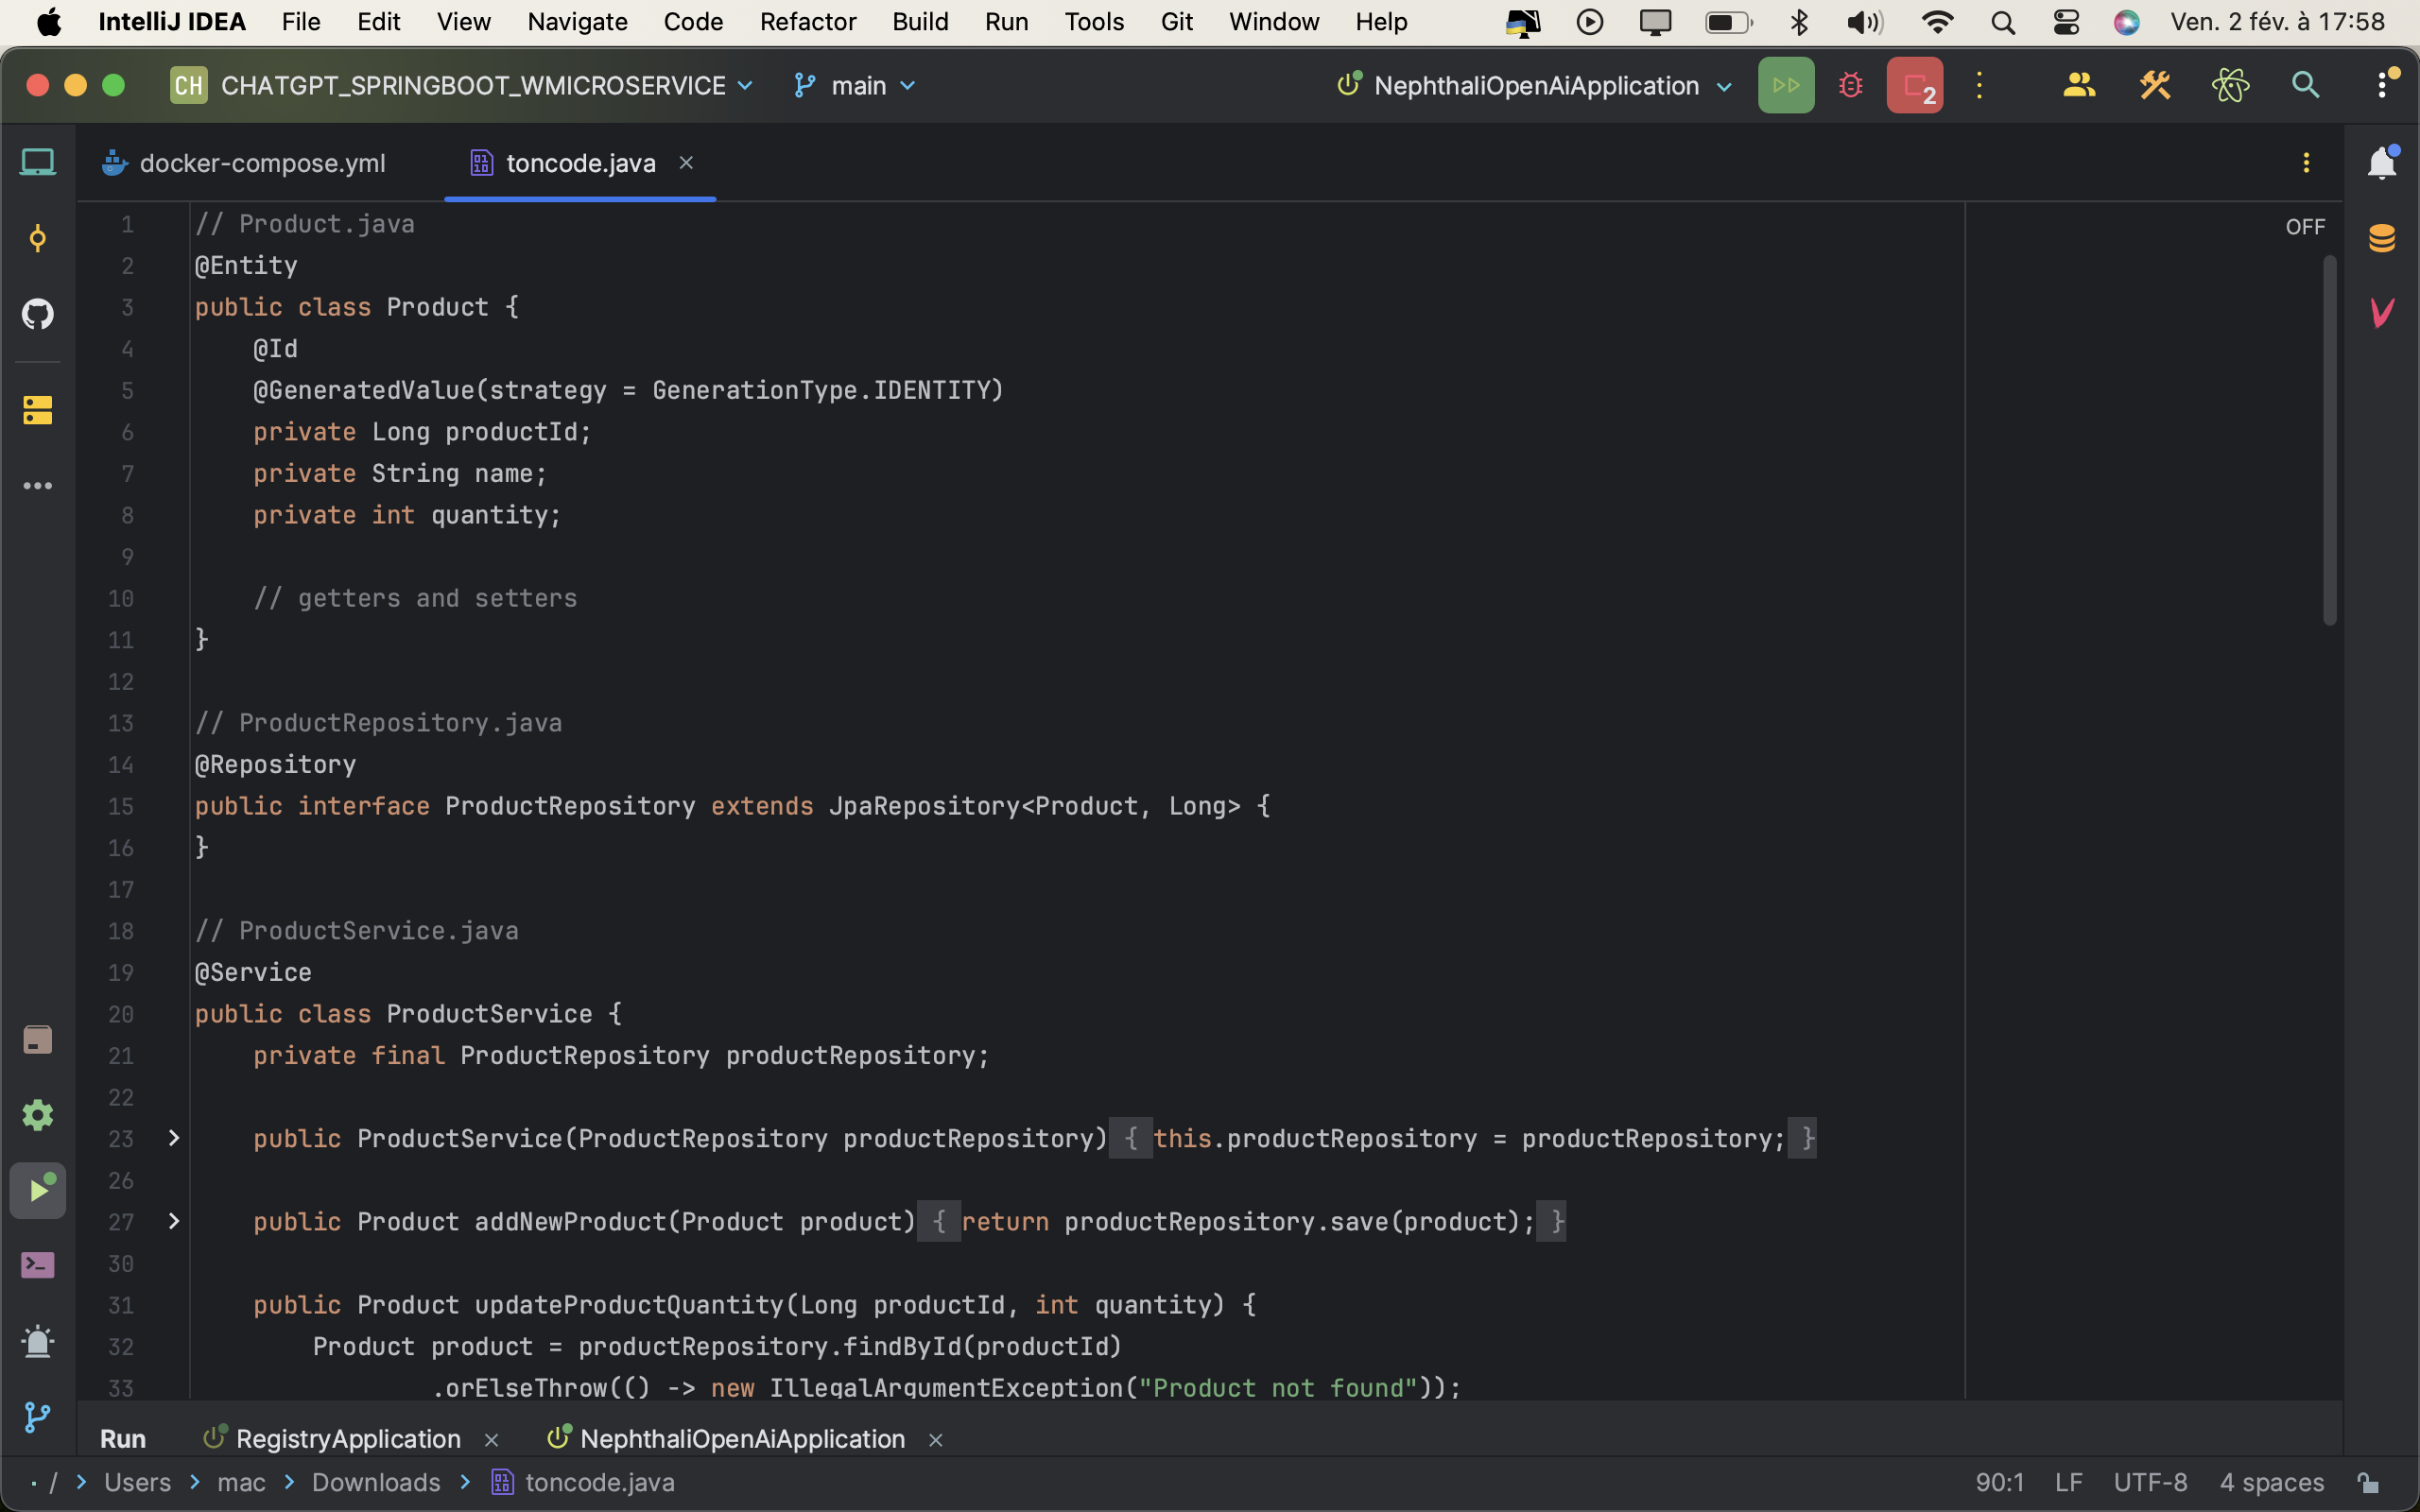 IntelliJ IDEA File Edit View Navigate Code Refactor Build Run Tools Git Window Help Ven. 2 fév. à 17:58
CH CHATGPT_SPRINGBOOT_WMICROSERVICE main NephthaliOpenAiApplication 2
docker-compose.yml toncode.java
OFF
1 // Product.java
2 @Entity
3 public class Product {
4 @Id
5 @GeneratedValue(strategy = GenerationType.IDENTITY)
6 private Long productId;
7 private String name;
8 private int quantity;
9
10 // getters and setters
11 }
12
13 // ProductRepository.java
14 @Repository
15 public interface ProductRepository extends JpaRepository<Product, Long> {
16 }
17
18 // ProductService.java
19 @Service
20 public class ProductService {
21 private final ProductRepository productRepository;
22
23 public ProductService(ProductRepository productRepository) { this.productRepository = productRepository; }
26
27 public Product addNewProduct(Product product) { return productRepository.save(product); }
30
31 public Product updateProductQuantity(Long productId, int quantity) {
32 Product product = productRepository.findById(productId)
33 .orElseThrow(() -> new IllegalArgumentException("Product not found"));
Run RegistryApplication NephthaliOpenAiApplication
/ Users mac Downloads toncode.java 90:1 LF UTF-8 4 spaces